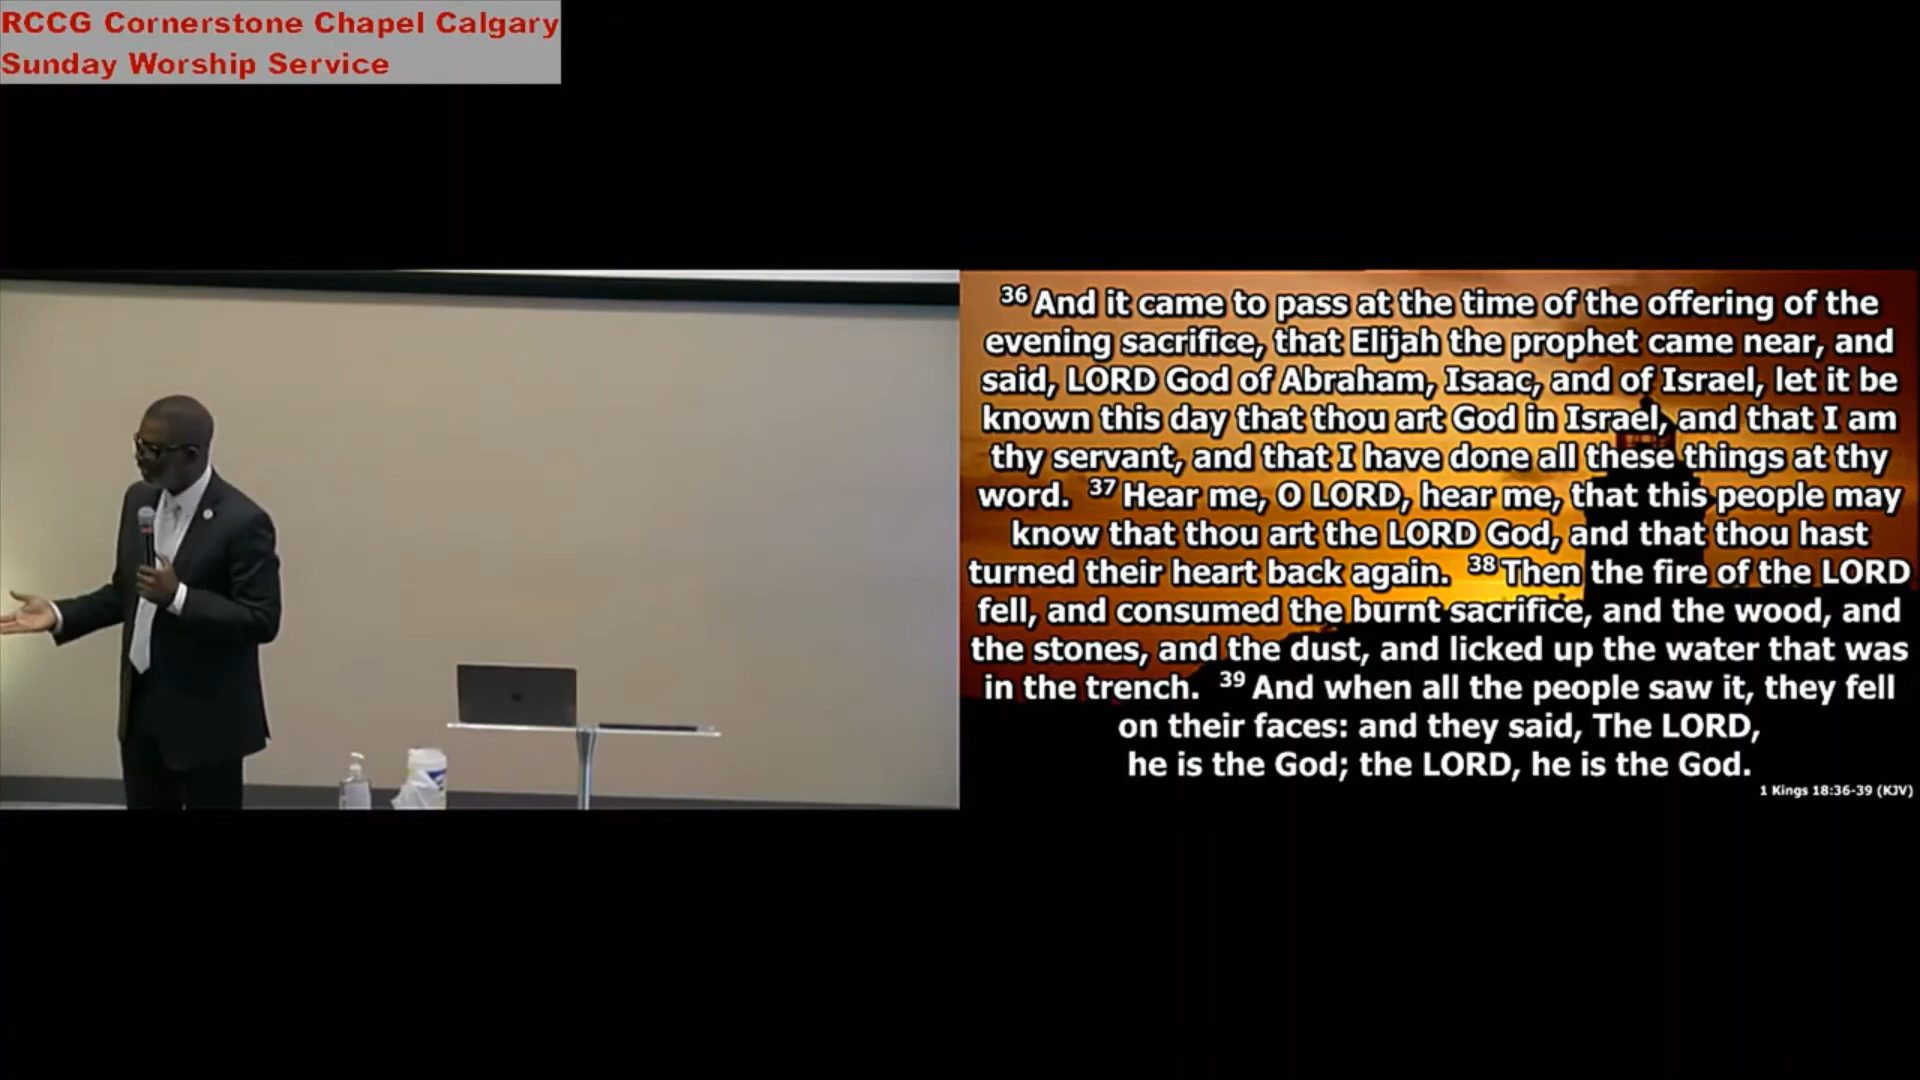 RCCG Cornerstone Chapel Calgary
Sunday Worship Service
36 And it came to pass at the time of the offering of the
evening sacrifice, that Elijah the prophet came near, and
said, LORD God of Abraham, Isaac, and of Israel, let it be
known this day that thou art God in Israel, and that I am
thy servant, and that I have done all these things at thy
word. 37 Hear me, O LORD, hear me, that this people may
know that thou art the LORD God, and that thou hast
turned their heart back again. 38 Then the fire of the LORD
fell, and consumed the burnt sacrifice, and the wood, and
the stones, and the dust, and licked up the water that was
in the trench. 39 And when all the people saw it, they fell
on their faces: and they said, The LORD,
he is the God; the LORD, he is the God.
1 Kings 18:36-39 (KJV)